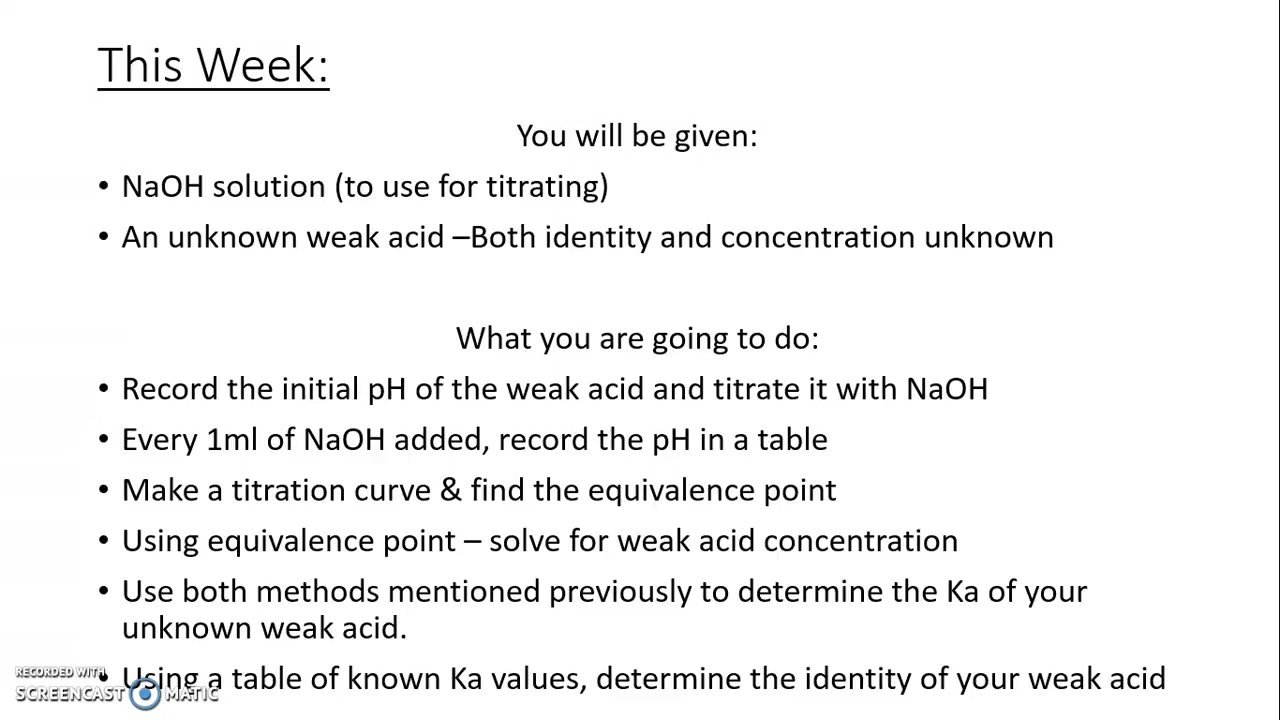 This Week:
You will be given:
• NaOH solution (to use for titrating)
• An unknown weak acid –Both identity and concentration unknown
What you are going to do:
• Record the initial pH of the weak acid and titrate it with NaOH
• Every 1ml of NaOH added, record the pH in a table
• Make a titration curve & find the equivalence point
• Using equivalence point – solve for weak acid concentration
• Use both methods mentioned previously to determine the Ka of your
unknown weak acid.
• Using a table of known Ka values, determine the identity of your weak acid
RECORDED WITH
SCREENCAST MATIC